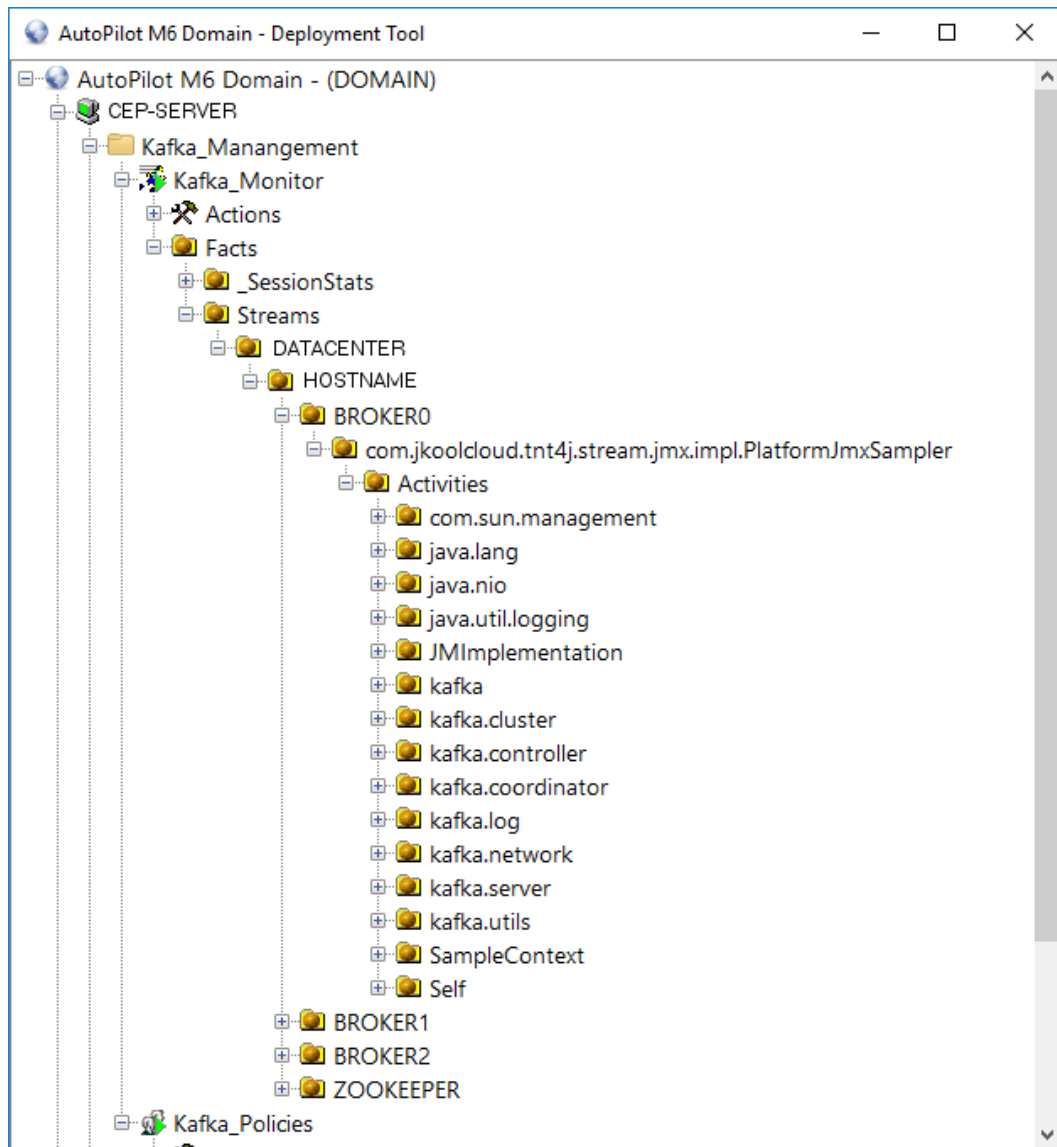 AutoPilot M6 Domain - Deployment Tool
AutoPilot M6 Domain - (DOMAIN)
CEP-SERVER
Kafka_Manangement
Kafka_Monitor
Actions
Facts
_SessionStats
Streams
DATACENTER
HOSTNAME
BROKER0
com.jkoolcloud.tnt4j.stream.jmx.impl.PlatformJmxSampler
Activities
com.sun.management
java.lang
java.nio
java.util.logging
JMImplementation
kafka
kafka.cluster
kafka.controller
kafka.coordinator
kafka.log
kafka.network
kafka.server
kafka.utils
SampleContext
Self
BROKER1
BROKER2
ZOOKEEPER
Kafka_Policies